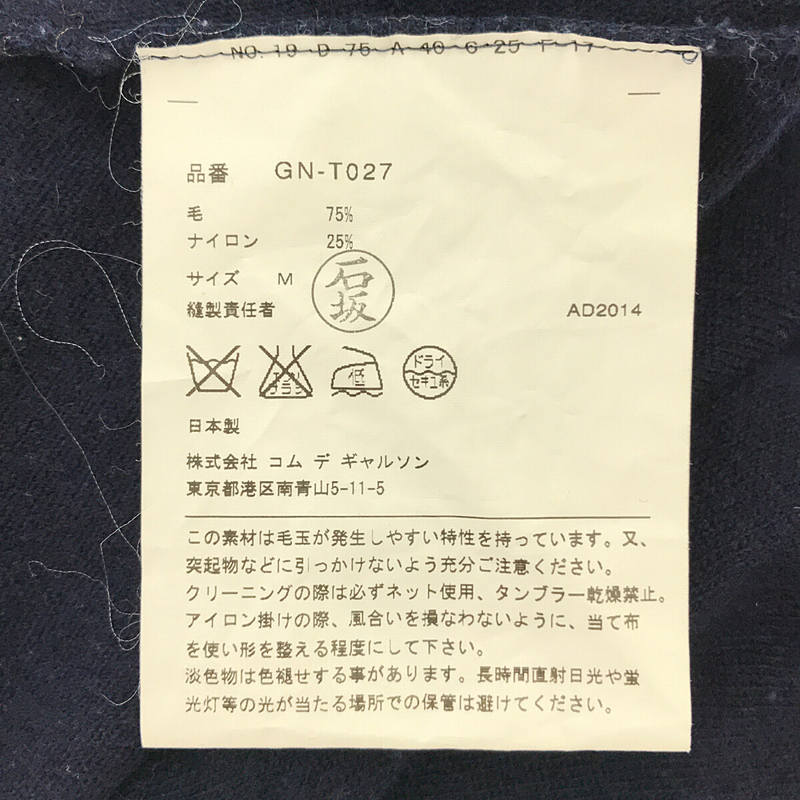 NO. 19 D 75 A 40 6 25 F 17
品番 GN-T027
毛 75%
ナイロン 25%
サイズ M
石坂
縫製責任者 AD2014
エンソ ブラン 低 ドライ セキユ系
日本製
株式会社 コム デ ギャルソン
東京都港区南青山5-11-5
この素材は毛玉が発生しやすい特性を持っています。又、
突起物などに引っかけないよう充分ご注意ください。
クリーニングの際は必ずネット使用、タンブラー乾燥禁止。
アイロン掛けの際、風合いを損なわないように、当て布
を使い形を整える程度にして下さい。
淡色物は色褪せする事があります。長時間直射日光や蛍
光灯等の光が当たる場所での保管は避けてください。